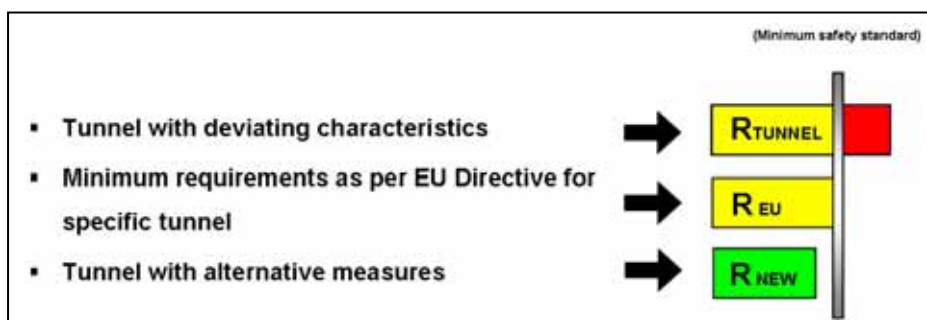 (Minimum safety standard)
▪ Tunnel with deviating characteristics
RTUNNEL
▪ Minimum requirements as per EU Directive for
specific tunnel
R EU
▪ Tunnel with alternative measures
R NEW